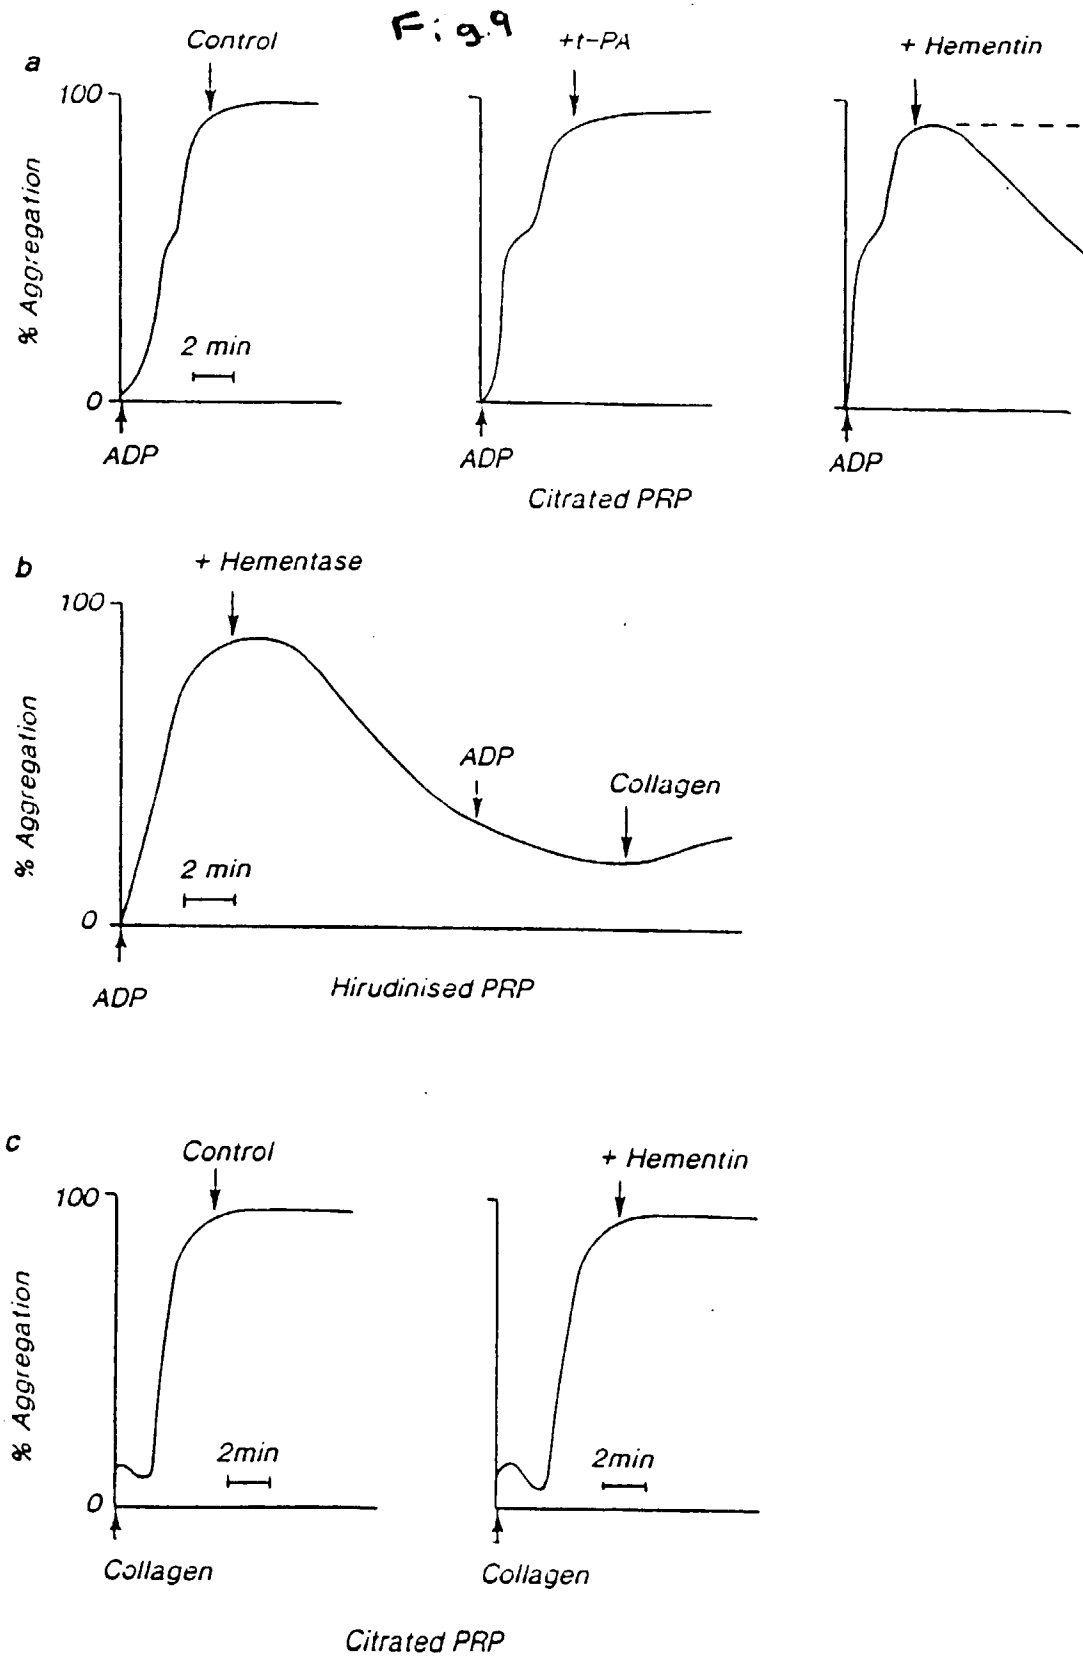 Fig.9
a
Control
+t-PA
+ Hementin
100
% Aggregation
2 min
0
ADP
ADP
ADP
Citrated PRP
b
+ Hementase
100
% Aggregation
ADP
Collagen
2 min
0
ADP
Hirudinised PRP
c
Control
+ Hementin
100
% Aggregation
2min
2min
0
Collagen
Collagen
Citrated PRP